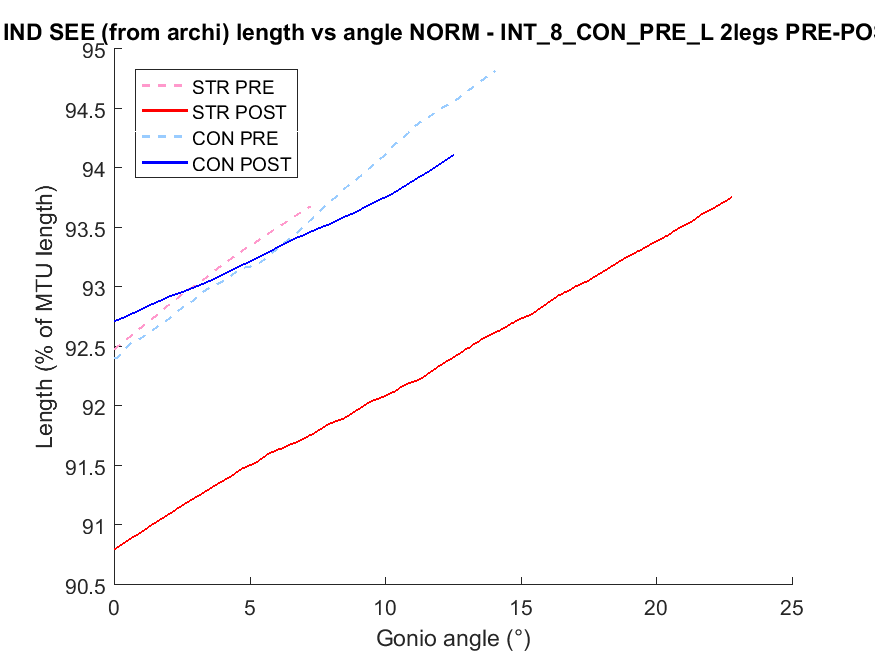 IND SEE (from archi) length vs angle NORM - INT_8_CON_PRE_L 2legs PRE-POS
95
94.5
94
93.5
93
92.5
92
91.5
91
90.5
Length (% of MTU length)
STR PRE
STR POST
CON PRE
CON POST
0
5
10
15
20
25
Gonio angle (°)